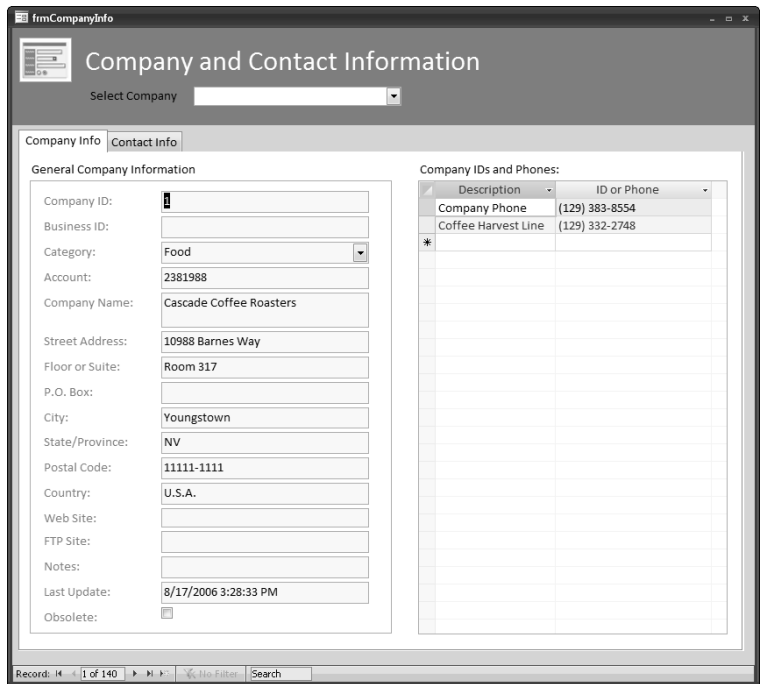 frmCompanyInfo
Company and Contact Information
Select Company
Company Info Contact Info
General Company Information
Company ID: 1
Business ID:
Category: Food
Account: 2381988
Company Name: Cascade Coffee Roasters
Street Address: 10988 Barnes Way
Floor or Suite: Room 317
P.O. Box:
City: Youngstown
State/Province: NV
Postal Code: 11111-1111
Country: U.S.A.
Web Site:
FTP Site:
Notes:
Last Update: 8/17/2006 3:28:33 PM
Obsolete:
Company IDs and Phones:
Description ID or Phone
Company Phone (129) 383-8554
Coffee Harvest Line (129) 332-2748
Record: 1 of 140 No Filter Search